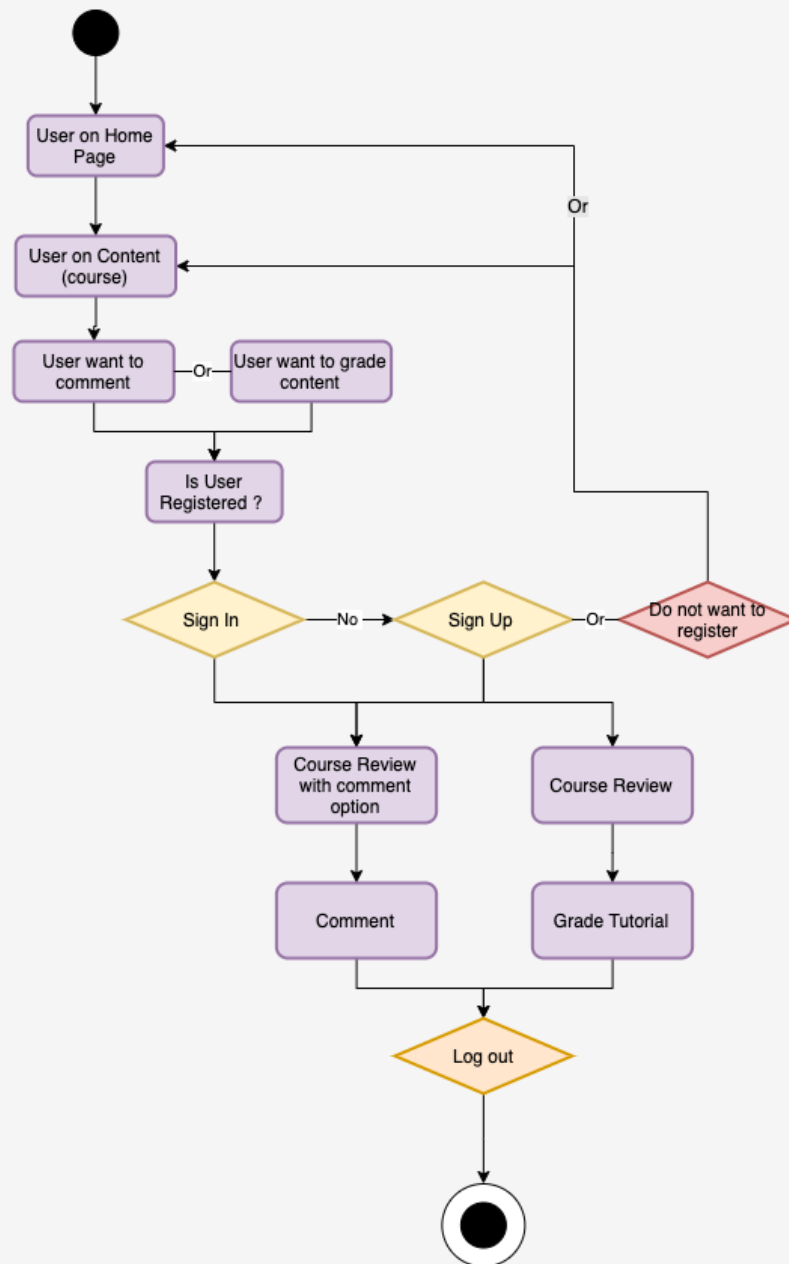 User on Home
Page
Or
User on Content
(course)
User want to
comment
Or
User want to grade
content
Is User
Registered ?
Sign In
No
Sign Up
Or
Do not want to
register
Course Review
with comment
option
Course Review
Comment
Grade Tutorial
Log out